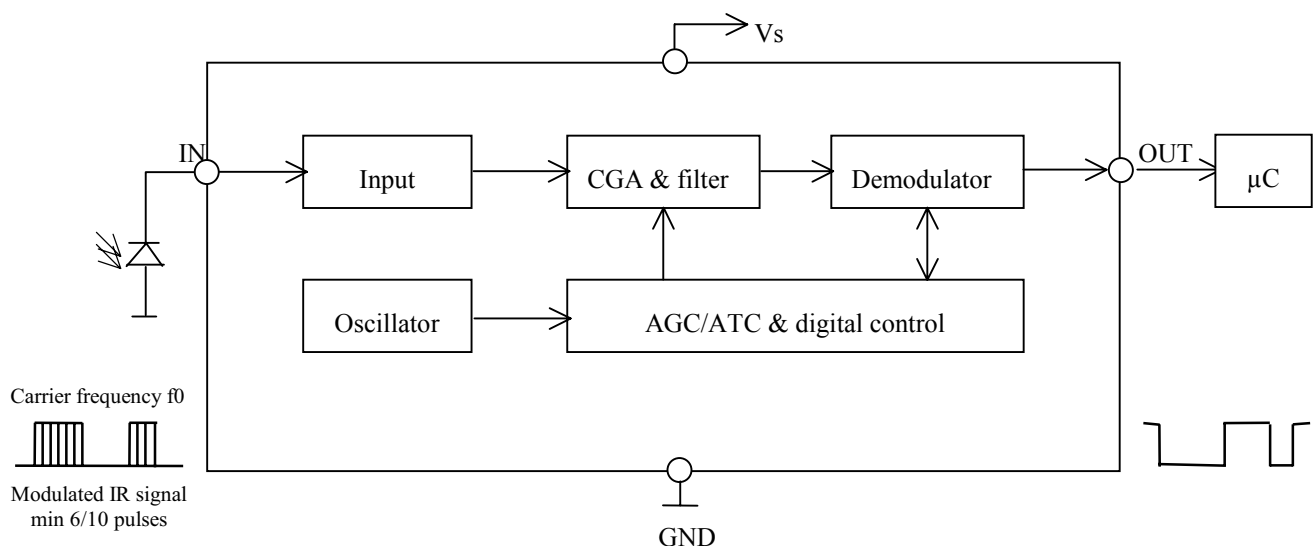 Vs
IN
Input
CGA & filter
Demodulator
OUT
µC
Oscillator
AGC/ATC & digital control
Carrier frequency f0
Modulated IR signal
min 6/10 pulses
GND